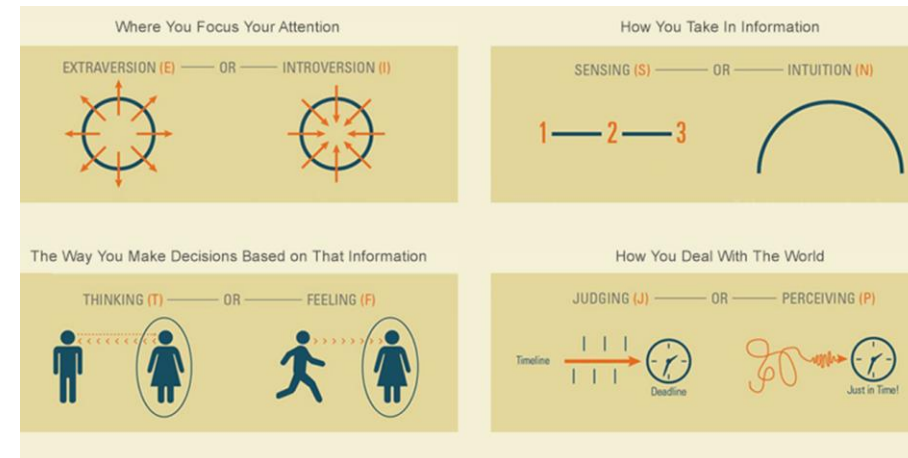 Where You Focus Your Attention
EXTRAVERSION (E) OR INTROVERSION (I)
How You Take In Information
SENSING (S) OR INTUITION (N)
1 2 3
The Way You Make Decisions Based on That Information
THINKING (T) OR FEELING (F)
How You Deal With The World
JUDGING (J) OR PERCEIVING (P)
Timeline
Deadline
Just in Time!